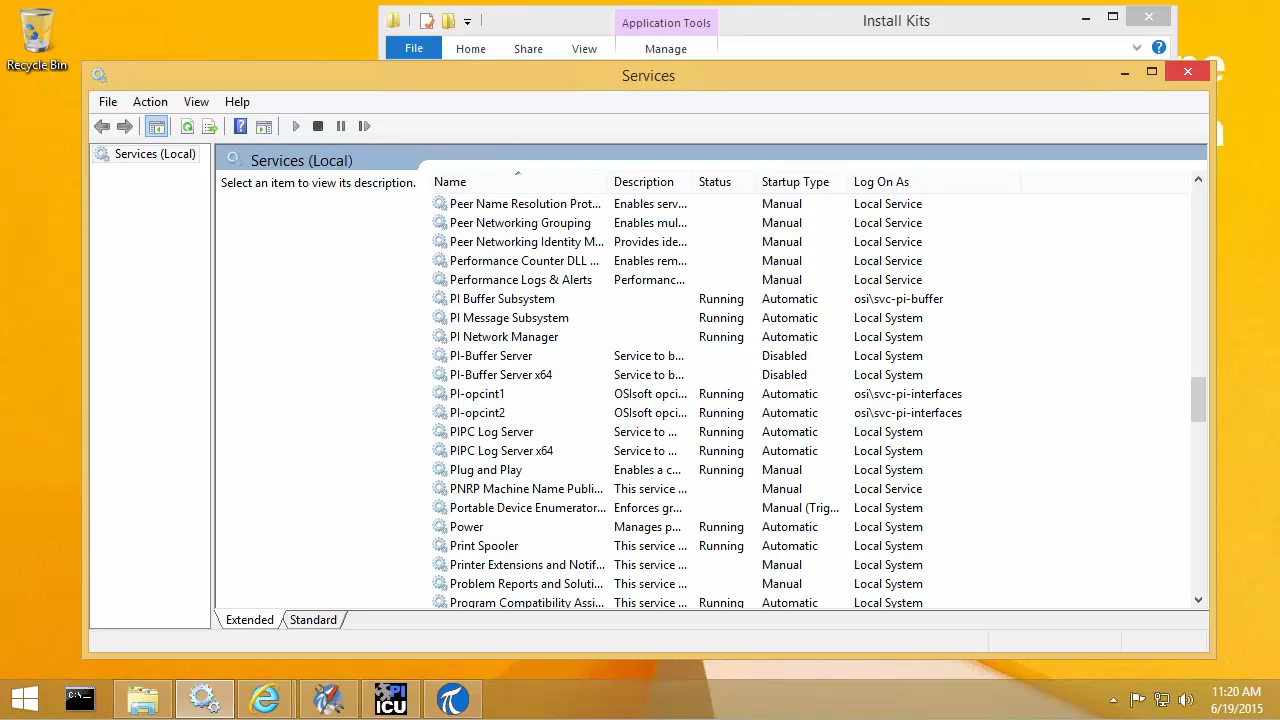 Recycle Bin
Application Tools
Install Kits
File Home Share View Manage
Services
File Action View Help
Services (Local)
Services (Local)
Select an item to view its description.
Name Description Status Startup Type Log On As
Peer Name Resolution Prot... Enables serv... Manual Local Service
Peer Networking Grouping Enables mul... Manual Local Service
Peer Networking Identity M... Provides ide... Manual Local Service
Performance Counter DLL ... Enables rem... Manual Local Service
Performance Logs & Alerts Performanc... Manual Local Service
PI Buffer Subsystem Running Automatic osi\svc-pi-buffer
PI Message Subsystem Running Automatic Local System
PI Network Manager Running Automatic Local System
PI-Buffer Server Service to b... Disabled Local System
PI-Buffer Server x64 Service to b... Disabled Local System
PI-opcint1 OSIsoft opci... Running Automatic osi\svc-pi-interfaces
PI-opcint2 OSIsoft opci... Running Automatic osi\svc-pi-interfaces
PIPC Log Server Service to ... Running Automatic Local System
PIPC Log Server x64 Service to ... Running Automatic Local System
Plug and Play Enables a c... Running Manual Local System
PNRP Machine Name Publi... This service ... Manual Local Service
Portable Device Enumerator... Enforces gr... Manual (Trig... Local System
Power Manages p... Running Automatic Local System
Print Spooler This service ... Running Automatic Local System
Printer Extensions and Notif... This service ... Manual Local System
Problem Reports and Soluti... This service ... Manual Local System
Program Compatibility Assi... This service ... Running Automatic Local System
Extended Standard
PI
ICU
11:20 AM
6/19/2015